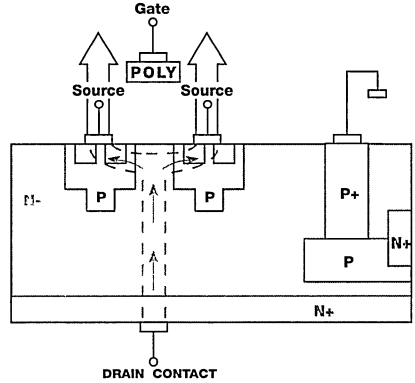 Gate
POLY
Source Source
N-
P P
P+
N+
P
N+
DRAIN CONTACT